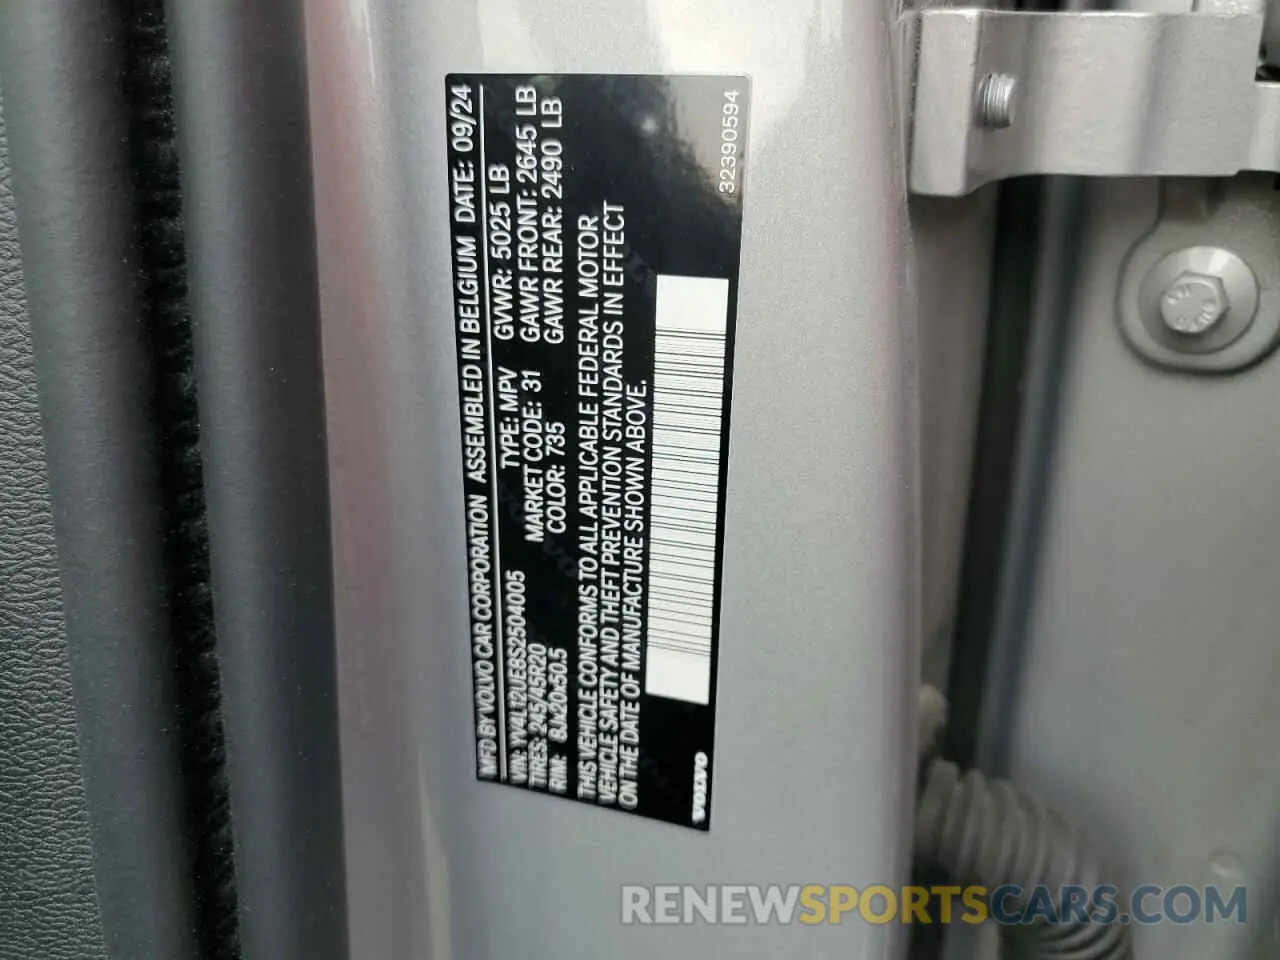 MFD BY VOLVO CAR CORPORATION ASSEMBLED IN BELGIUM DATE: 09/24
VIN: YV4L12UE8S2504005 TYPE: MPV GVWR: 5025 LB
TIRES: 245/45R20 MARKET CODE: 31 GAWR FRONT: 2645 LB
RIM: 8Jx20x50.5 COLOR: 735 GAWR REAR: 2490 LB
THIS VEHICLE CONFORMS TO ALL APPLICABLE FEDERAL MOTOR
VEHICLE SAFETY AND THEFT PREVENTION STANDARDS IN EFFECT
ON THE DATE OF MANUFACTURE SHOWN ABOVE.
VOLVO
32390594
RENEWSPORTSCARS.COM